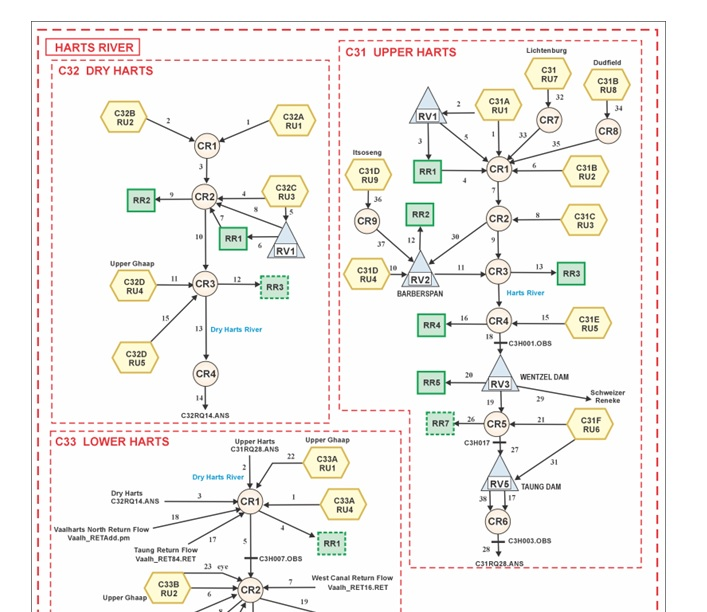 HARTS RIVER
C32 DRY HARTS
C32B
RU2
2
C32A
RU1
1
CR1
3
RR2
9
CR2
4
C32C
RU3
8
5
7
RR1
6
RV1
10
Upper Ghaap
C32D
RU4
11
CR3
12
RR3
15
C32D
RU5
13
Dry Harts River
CR4
14
C32RQ14.ANS
C31 UPPER HARTS
Lichtenburg
C31
RU7
32
Dudfield
C31B
RU8
34
RV1
2
C31A
RU1
CR7
CR8
3
5
1
33
35
RR1
4
CR1
6
C31B
RU2
7
Itsoseng
C31D
RU9
36
CR9
37
RR2
12
CR2
8
C31C
RU3
30
9
C31D
RU4
10
RV2
BARBERSPAN
11
CR3
13
RR3
Harts River
RR4
16
CR4
15
C31E
RU5
18
C3H001.OBS
RR5
20
RV3
WENTZEL DAM
29
Schweizer
Reneke
19
RR7
26
CR5
21
C31F
RU6
C3H017
27
31
RV5
TAUNG DAM
38
17
CR6
C3H003.OBS
28
C31RQ28.ANS
C33 LOWER HARTS
Upper Harts
C31RQ28.ANS
2
Dry Harts River
Upper Ghaap
C33A
RU1
22
Dry Harts
C32RQ14.ANS
3
CR1
1
C33A
RU4
18
Vaalharts North Return Flow
Vaalh_RETAdd.pm
17
Taung Return Flow
Vaalh_RET84.RET
4
RR1
5
C3H007.OBS
23 eye
C33B
RU2
6
Upper Ghaap
CR2
7
West Canal Return Flow
Vaalh_RET16.RET
8
19